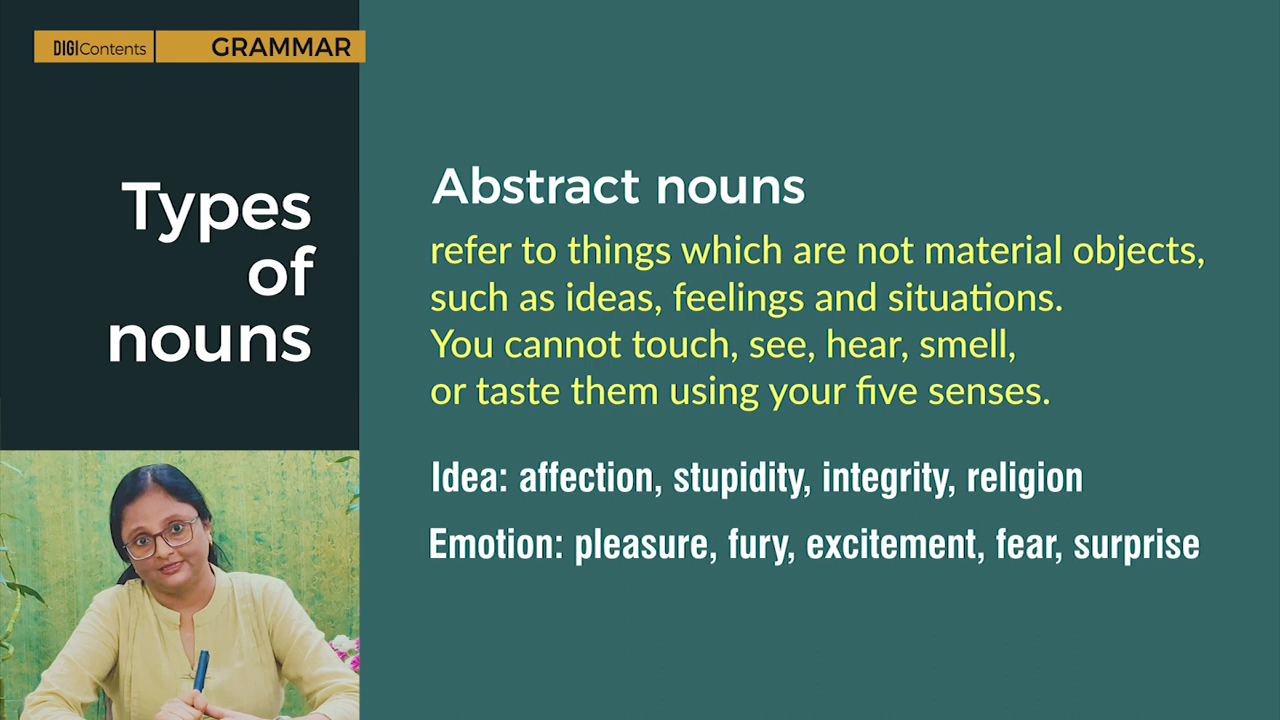 DIGIContents GRAMMAR
Types
of
nouns
Abstract nouns
refer to things which are not material objects,
such as ideas, feelings and situations.
You cannot touch, see, hear, smell,
or taste them using your five senses.
Idea: affection, stupidity, integrity, religion
Emotion: pleasure, fury, excitement, fear, surprise